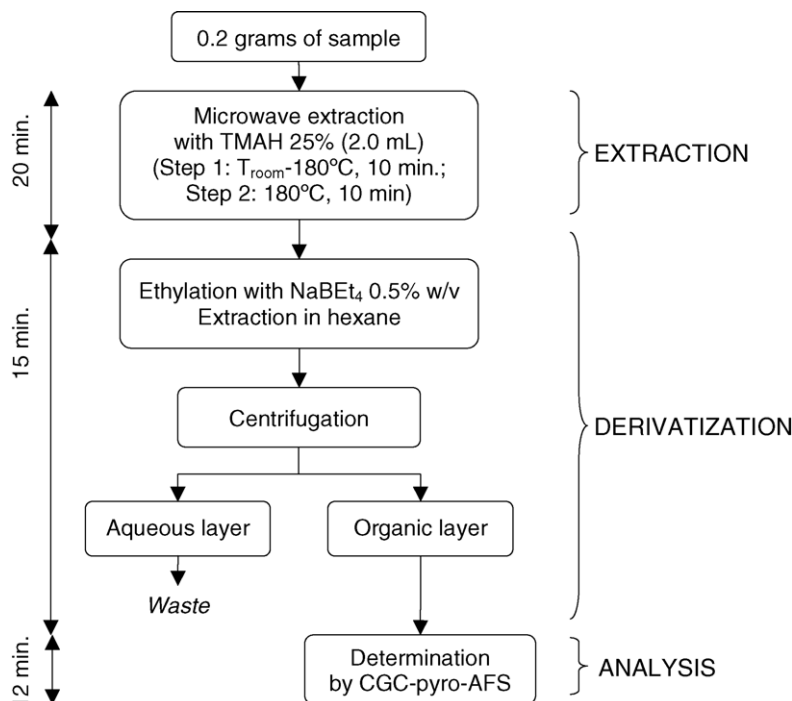 0.2 grams of sample
20 min.
Microwave extraction
with TMAH 25% (2.0 mL)
(Step 1: Troom-180ºC, 10 min.;
Step 2: 180ºC, 10 min)
EXTRACTION
15 min.
Ethylation with NaBEt4 0.5% w/v
Extraction in hexane
Centrifugation
DERIVATIZATION
Aqueous layer
Organic layer
Waste
12 min.
Determination
by CGC-pyro-AFS
ANALYSIS